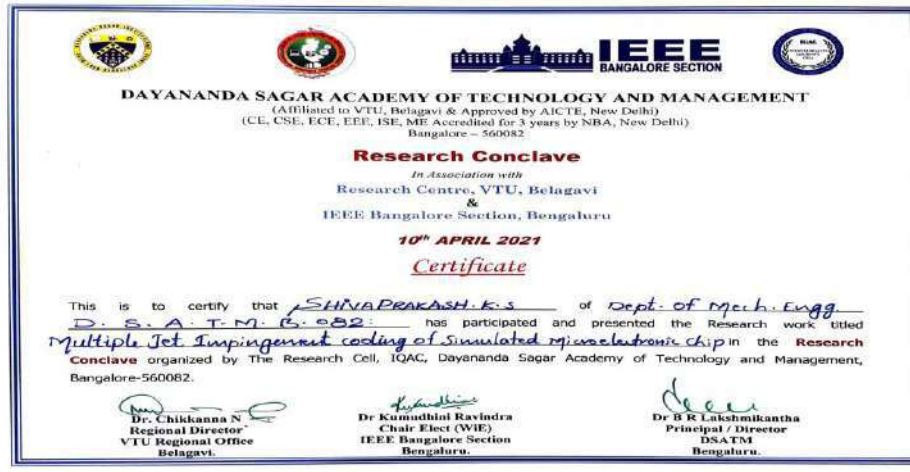 IEEE
BANGALORE SECTION
DAYANANDA SAGAR ACADEMY OF TECHNOLOGY AND MANAGEMENT
(Affiliated to VTU, Belagavi & Approved by AICTE, New Delhi)
(CE, CSE, ECE, EEE, ISE, ME Accredited for 3 years by NBA, New Delhi)
Bangalore – 560082
Research Conclave
In Association with
Research Centre, VTU, Belagavi
&
IEEE Bangalore Section, Bengaluru
10th APRIL 2021
Certificate
This is to certify that SHIVAPRAKASH.K.S of Dept. of Mech. Engg.
D. S. A. T. M. B. 082. has participated and presented the Research work titled
Multiple Jet Impingement cooling of Simulated microelectronic chip in the Research
Conclave organized by The Research Cell, IQAC, Dayananda Sagar Academy of Technology and Management,
Bangalore-560082.
Dr. Chikkanna N
Regional Director
VTU Regional Office
Belagavi.
Dr Kumudhini Ravindra
Chair Elect (WiE)
IEEE Bangalore Section
Bengaluru.
Dr B R Lakshmikantha
Principal / Director
DSATM
Bengaluru.